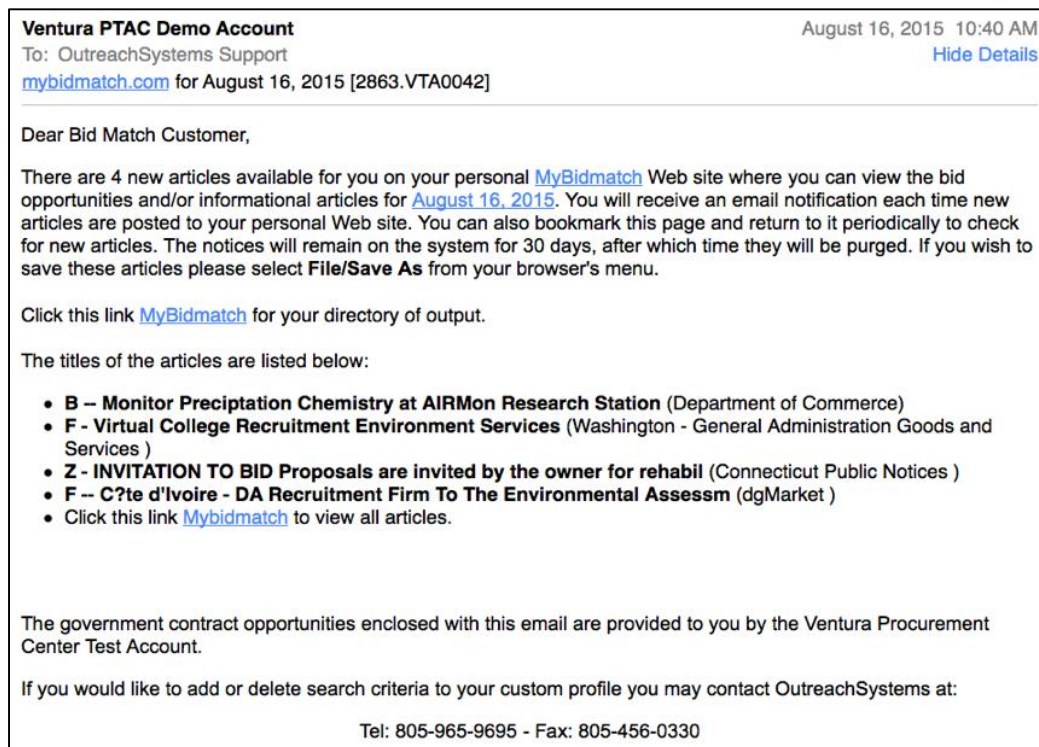 Ventura PTAC Demo Account
August 16, 2015 10:40 AM
To: OutreachSystems Support
Hide Details
mybidmatch.com for August 16, 2015 [2863.VTA0042]
Dear Bid Match Customer,
There are 4 new articles available for you on your personal MyBidmatch Web site where you can view the bid
opportunities and/or informational articles for August 16, 2015. You will receive an email notification each time new
articles are posted to your personal Web site. You can also bookmark this page and return to it periodically to check
for new articles. The notices will remain on the system for 30 days, after which time they will be purged. If you wish to
save these articles please select File/Save As from your browser's menu.
Click this link MyBidmatch for your directory of output.
The titles of the articles are listed below:
• B -- Monitor Preciptation Chemistry at AIRMon Research Station (Department of Commerce)
• F - Virtual College Recruitment Environment Services (Washington - General Administration Goods and
Services )
• Z - INVITATION TO BID Proposals are invited by the owner for rehabil (Connecticut Public Notices )
• F -- C?te d'Ivoire - DA Recruitment Firm To The Environmental Assessm (dgMarket )
• Click this link Mybidmatch to view all articles.
The government contract opportunities enclosed with this email are provided to you by the Ventura Procurement
Center Test Account.
If you would like to add or delete search criteria to your custom profile you may contact OutreachSystems at:
Tel: 805-965-9695 - Fax: 805-456-0330